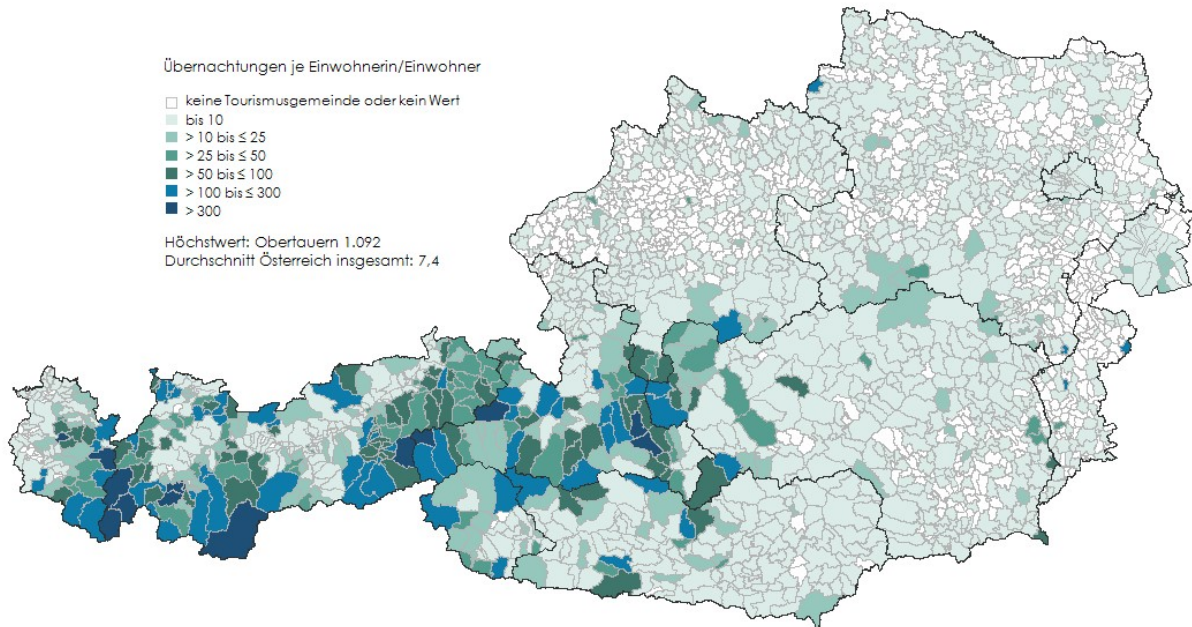 Übernachtungen je Einwohnerin/Einwohner
keine Tourismusgemeinde oder kein Wert
bis 10
> 10 bis ≤ 25
> 25 bis ≤ 50
> 50 bis ≤ 100
> 100 bis ≤ 300
> 300
Höchstwert: Obertauern 1.092
Durchschnitt Österreich insgesamt: 7,4